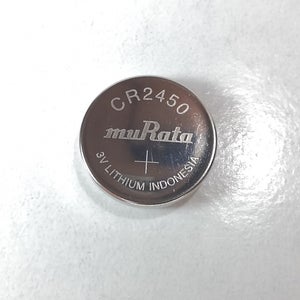 CR2450
muRata
+
3V LITHIUM INDONESIA